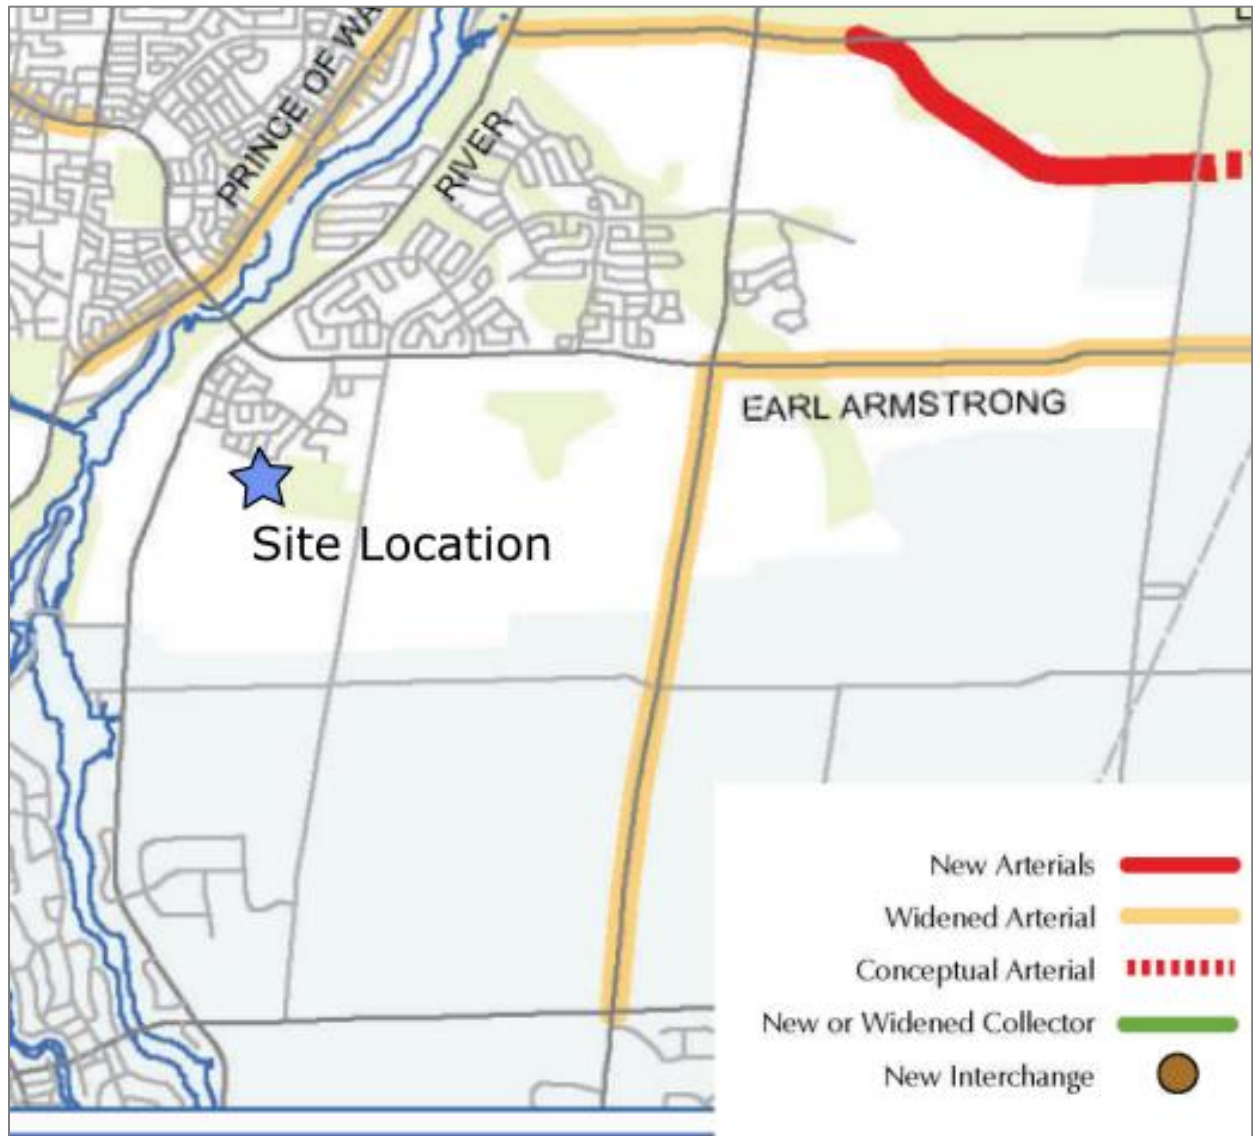 PRINCE OF WA
RIVER
EARL ARMSTRONG
Site Location
New Arterials
Widened Arterial
Conceptual Arterial
New or Widened Collector
New Interchange